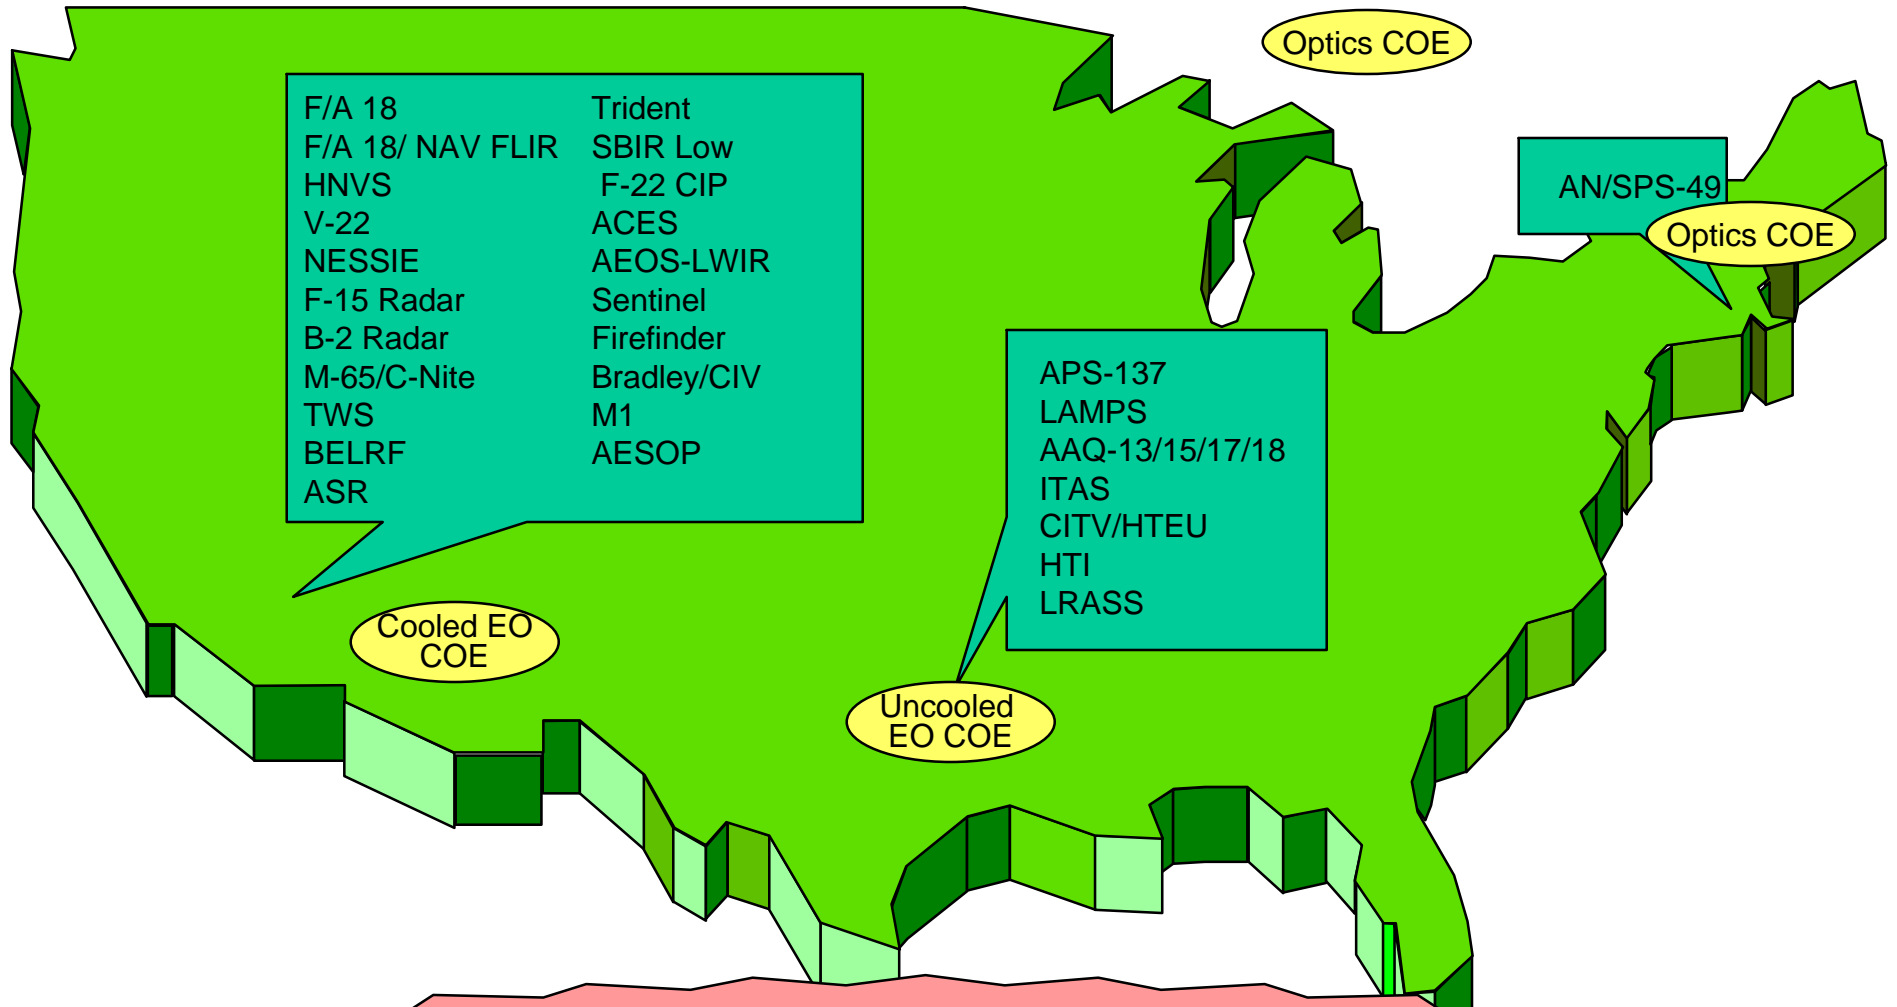 Optics COE
F/A 18
F/A 18/ NAV FLIR
HNVS
V-22
NESSIE
F-15 Radar
B-2 Radar
M-65/C-Nite
TWS
BELRF
ASR
Trident
SBIR Low
F-22 CIP
ACES
AEOS-LWIR
Sentinel
Firefinder
Bradley/CIV
M1
AESOP
AN/SPS-49
Optics COE
APS-137
LAMPS
AAQ-13/15/17/18
ITAS
CITV/HTEU
HTI
LRASS
Cooled EO
COE
Uncooled
EO COE